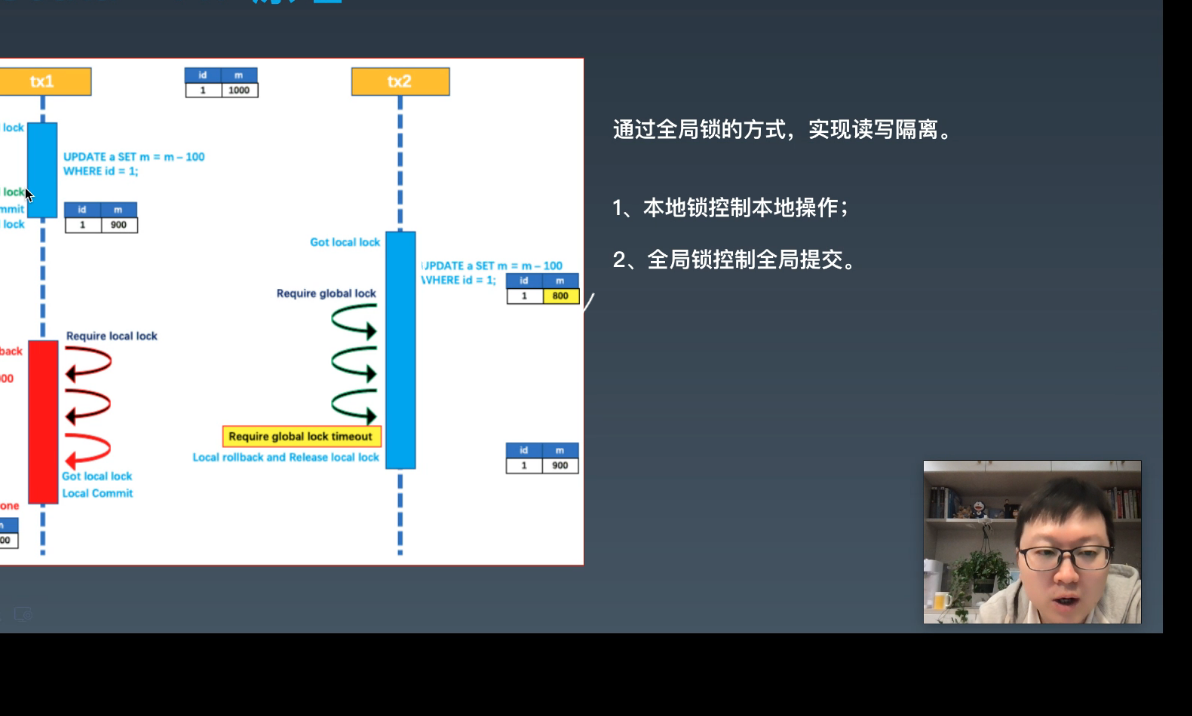 tx1
id m
1 1000
tx2
lock
UPDATE a SET m = m – 100
WHERE id = 1;
lock
mmit
lock
id m
1 900
Got local lock
UPDATE a SET m = m – 100
WHERE id = 1;
id m
1 800
Require global lock
Require local lock
back
00
Require global lock timeout
Local rollback and Release local lock
id m
1 900
Got local lock
Local Commit
one
m
00
通过全局锁的方式，实现读写隔离。
1、本地锁控制本地操作；
2、全局锁控制全局提交。